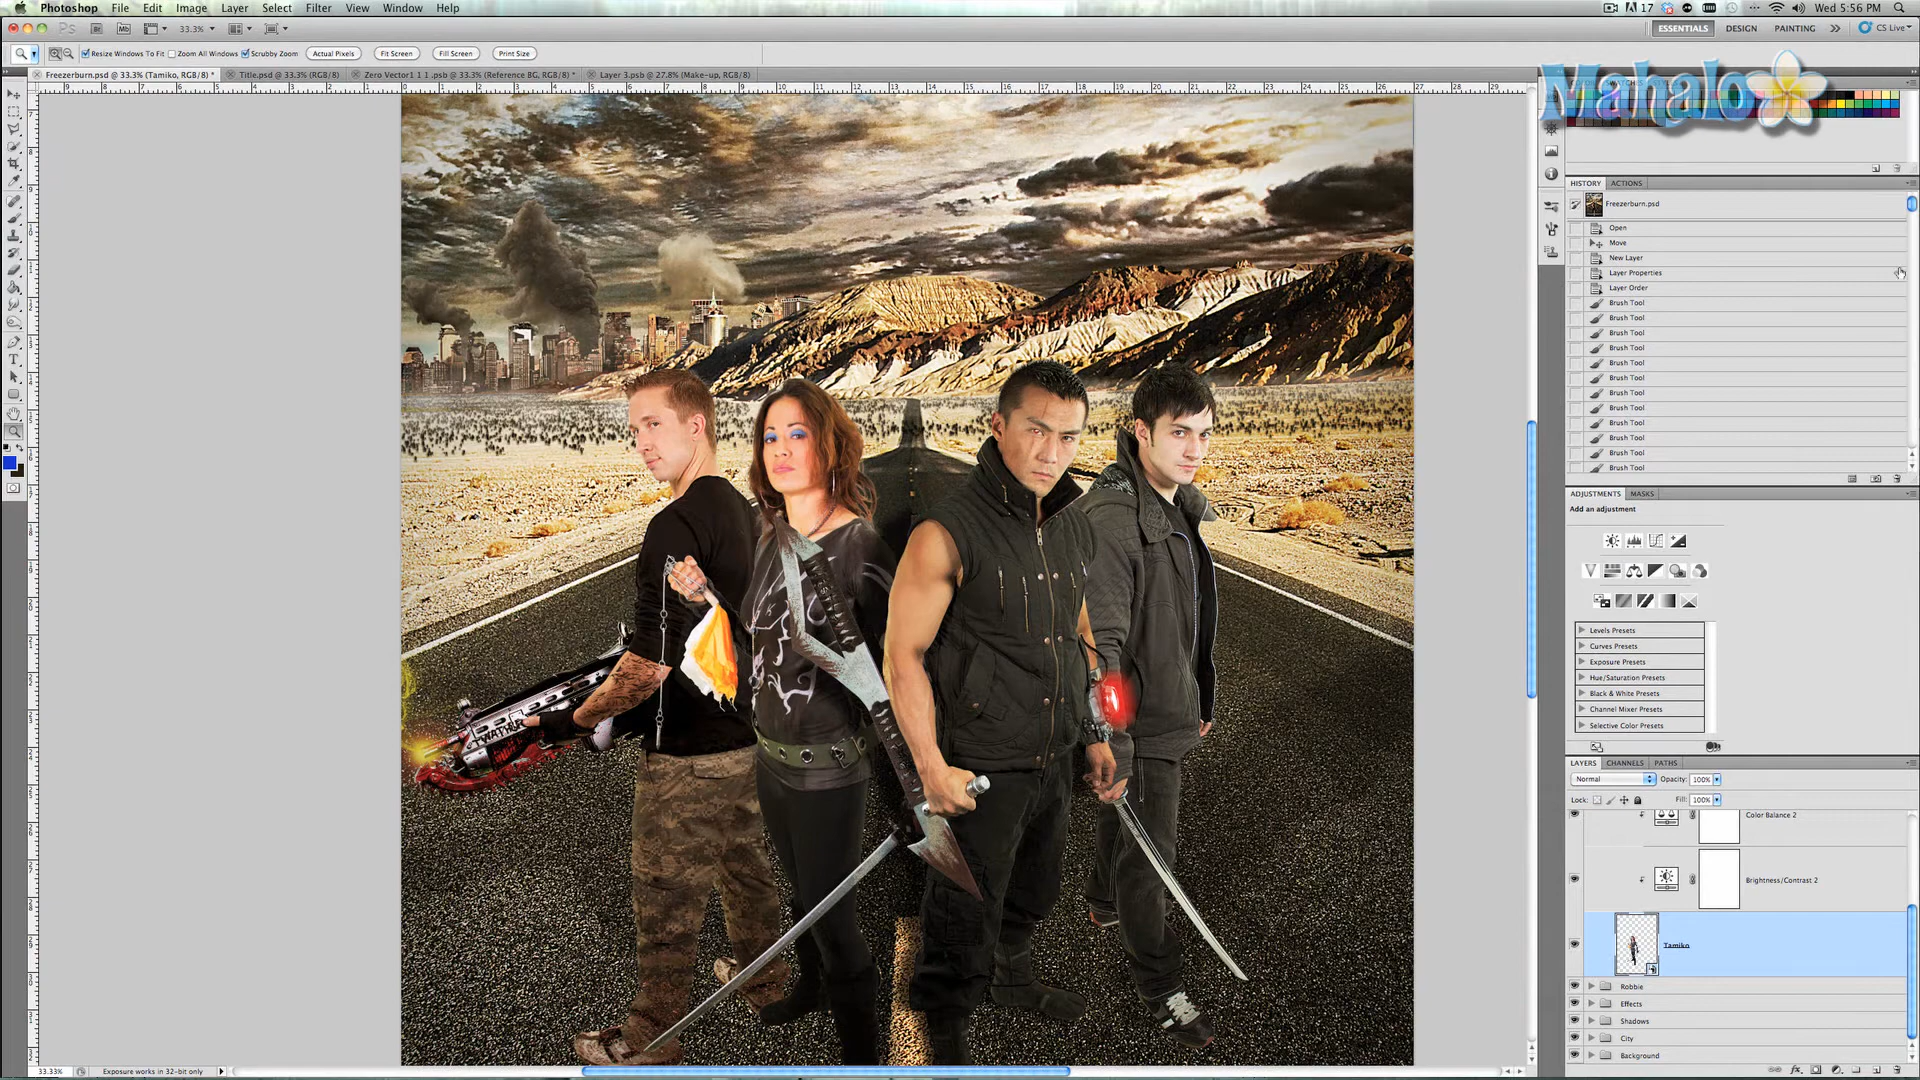 Photoshop File Edit Image Layer Select Filter View Window Help
17 Wed 5:56 PM
Ps Br Mb 33.3% ESSENTIALS DESIGN PAINTING CS Live
Resize Windows To Fit Zoom All Windows Scrubby Zoom Actual Pixels Fit Screen Fill Screen Print Size
Freezerburn.psd @ 33.3% (Tamiko, RGB/8) * Title.psd @ 33.3% (RGB/8) Zero Vector1 1 1 .psb @ 33.3% (Reference BG, RGB/8) * Layer 3.psb @ 27.8% (Make-up, RGB/8)
Mahalo
HISTORY ACTIONS
Freezerburn.psd
Open
Move
New Layer
Layer Properties
Layer Order
Brush Tool
Brush Tool
Brush Tool
Brush Tool
Brush Tool
Brush Tool
Brush Tool
Brush Tool
Brush Tool
Brush Tool
Brush Tool
Brush Tool
ADJUSTMENTS MASKS
Add an adjustment
Levels Presets
Curves Presets
Exposure Presets
Hue/Saturation Presets
Black & White Presets
Channel Mixer Presets
Selective Color Presets
LAYERS CHANNELS PATHS
Normal Opacity: 100%
Lock: Fill: 100%
Color Balance 2
Brightness/Contrast 2
Tamiko
Robbie
Effects
Shadows
City
Background
33.33% Exposure works in 32-bit only